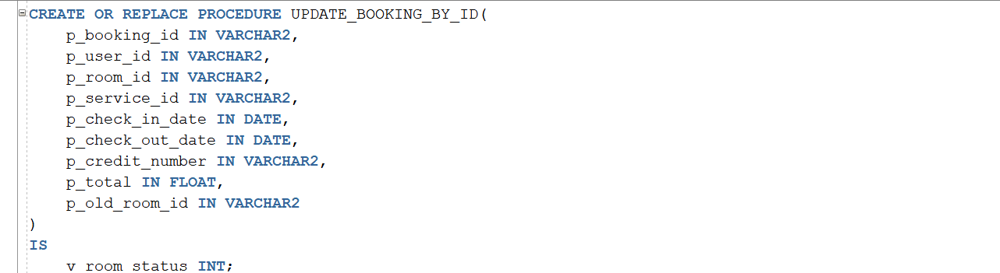 CREATE OR REPLACE PROCEDURE UPDATE_BOOKING_BY_ID(
    p_booking_id IN VARCHAR2,
    p_user_id IN VARCHAR2,
    p_room_id IN VARCHAR2,
    p_service_id IN VARCHAR2,
    p_check_in_date IN DATE,
    p_check_out_date IN DATE,
    p_credit_number IN VARCHAR2,
    p_total IN FLOAT,
    p_old_room_id IN VARCHAR2
)
IS
    v_room_status INT;